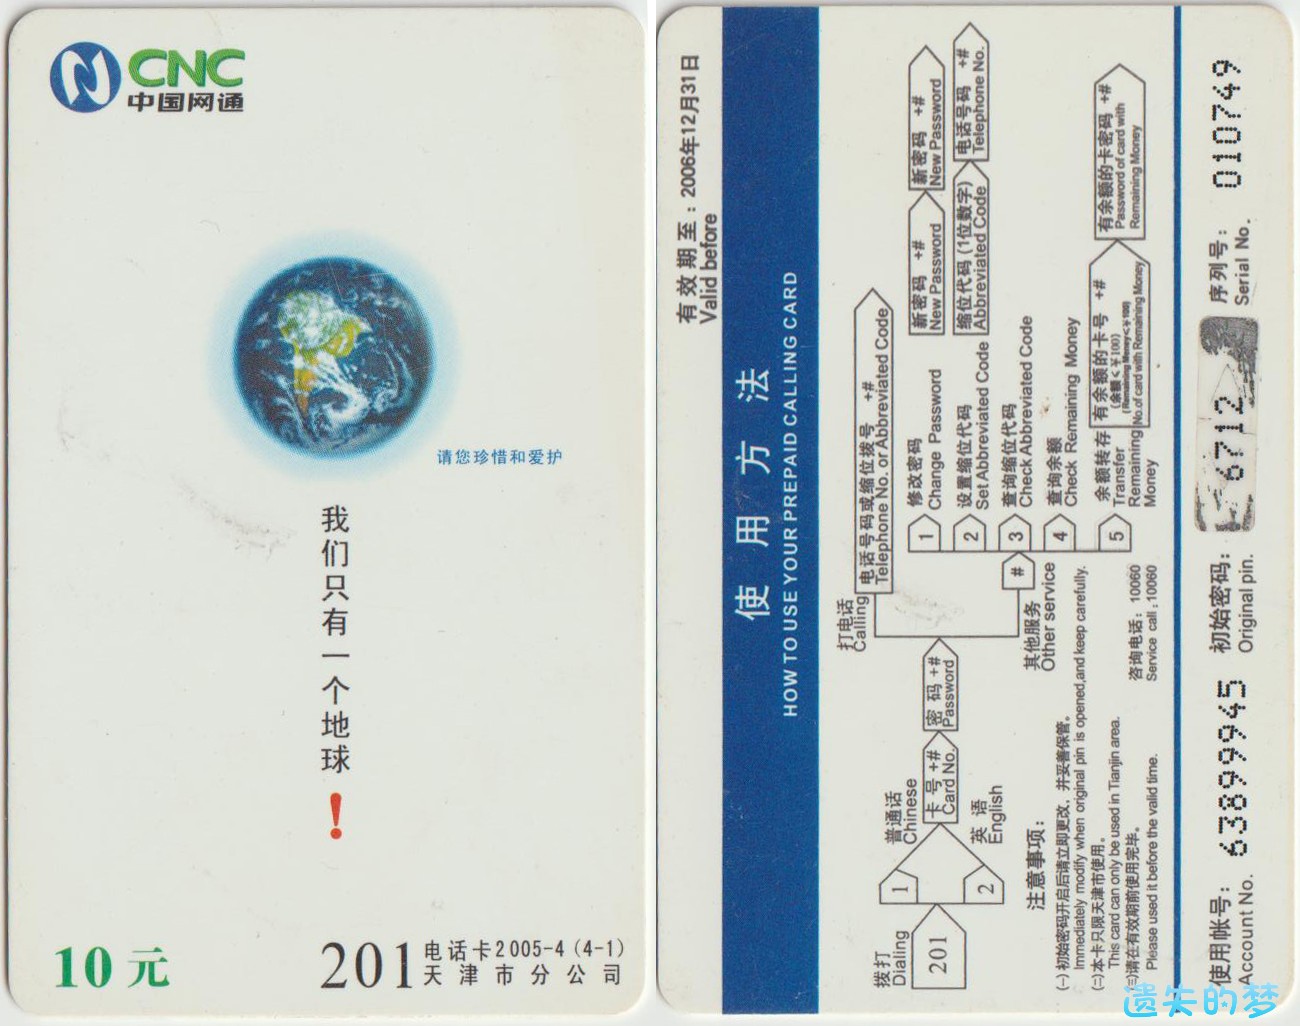 CNC
中国网通
请您珍惜和爱护
我们只有一个地球
！
10元
201 电话卡2005-4 (4-1)
天津市分公司
有效期至：2006年12月31日
Valid before
使用方法
HOW TO USE YOUR PREPAID CALLING CARD
拨打
Dialing
201
1
普通话
Chinese
2
英语
English
卡号 +#
Card No.
密码 +#
Password
打电话
Calling
电话号码或缩位拨号 +#
Telephone No. or Abbreviated Code
其他服务
Other service
#
1
修改密码
Change Password
新密码 +#
New Password
新密码 +#
New Password
2
设置缩位代码
Set Abbreviated Code
缩位代码 (1位数字)
Abbreviated Code
电话号码 +#
Telephone No.
3
查询缩位代码
Check Abbreviated Code
4
查询余额
Check Remaining Money
5
余额转存
Transfer
Remaining
Money
有余额的卡号 +#
(余额<￥100)
(Remaining Money<￥100)
No.of card with Remaining Money
有余额的卡密码 +#
Password of card with
Remaining Money
注意事项：
(一)初始密码开启后请立即更改，并妥善保管。
Immediately modify when original pin is opened,and keep carefully.
(二)本卡只限天津市使用。
This card can only be used in Tianjin area.
(三)请在有效期前使用完毕。
Please used it before the valid time.
咨询电话：10060
Service call：10060
使用帐号：63899945
Account No.
初始密码：6712
Original pin.
序列号：010749
Serial No.
遗失的梦